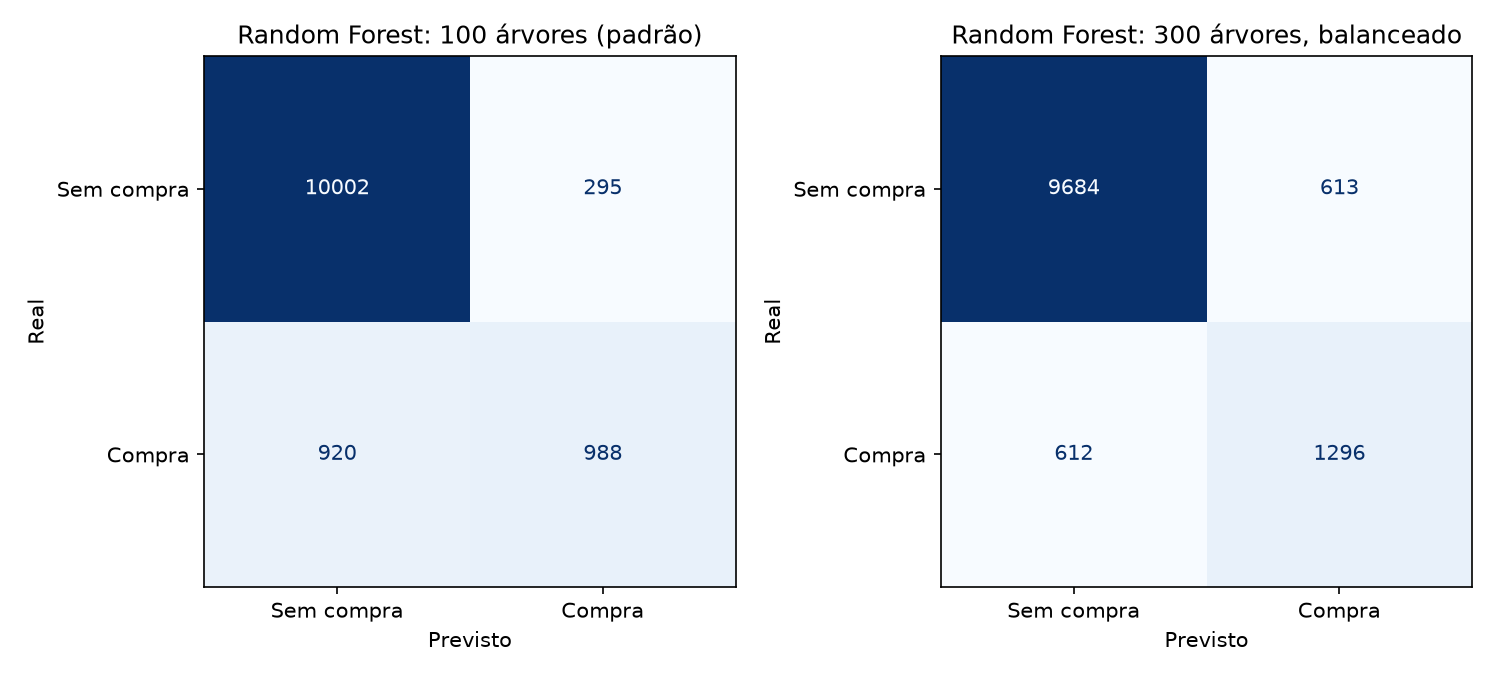 Random Forest: 100 árvores (padrão)
Real
Sem compra
10002
295
Compra
920
988
Sem compra
Compra
Previsto
Random Forest: 300 árvores, balanceado
Real
Sem compra
9684
613
Compra
612
1296
Sem compra
Compra
Previsto